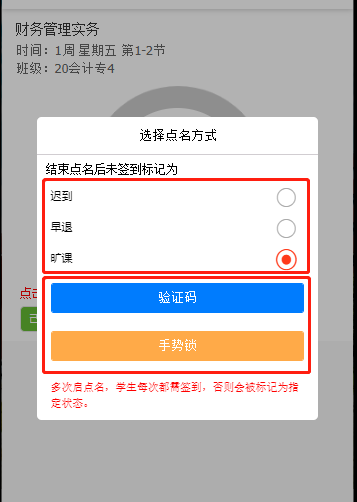 财务管理实务
时间：1周 星期五 第1-2节
班级：20会计专4
选择点名方式
结束点名后未签到标记为
迟到
早退
旷课
点击
已
验证码
手势锁
多次启点名，学生每次都需签到，否则会被标记为指
定状态。